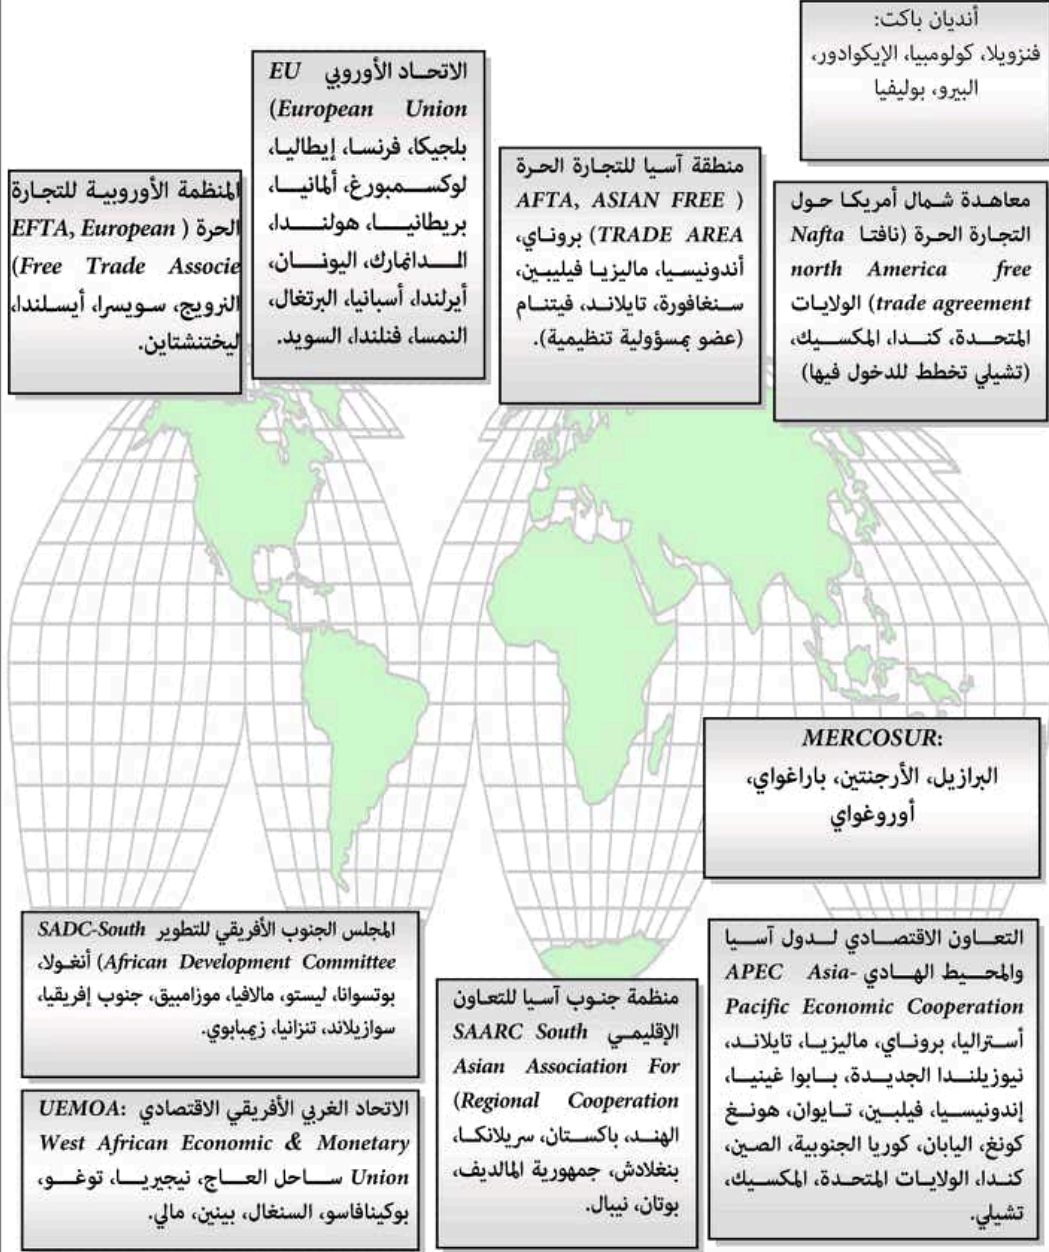 أنديان باكت:
فنزويلا، كولومبيا، الإيكوادور،
البيرو، بوليفيا
الاتحاد الأوروبي EU
(European Union
بلجيكا، فرنسا، إيطاليا،
لوكسمبورغ، ألمانيا،
بريطانيا، هولندا،
الدانمارك، اليونان،
أيرلندا، أسبانيا، البرتغال،
النمسا، فنلندا، السويد.
منطقة آسيا للتجارة الحرة
( AFTA, ASIAN FREE
TRADE AREA) بروناي،
أندونيسيا، ماليزيا فيليبين،
سنغافورة، تايلاند، فيتنام
(عضو بمسؤولية تنظيمية).
المنظمة الأوروبية للتجارة
الحرة ( EFTA, European
(Free Trade Associe
النرويج، سويسرا، أيسلندا،
ليختنشتاين.
معاهدة شمال أمريكا حول
التجارة الحرة (نافتا Nafta
north America free
trade agreement) الولايات
المتحدة، كندا، المكسيك،
(تشيلي تخطط للدخول فيها)
MERCOSUR:
البرازيل، الأرجنتين، باراغواي،
أوروغواي
المجلس الجنوب الأفريقي للتطوير SADC-South
African Development Committee) أنغولا،
بوتسوانا، ليستو، مالافيا، موزامبيق، جنوب إفريقيا،
سوازيلاند، تنزانيا، زيمبابوي.
التعاون الاقتصادي لدول آسيا
والمحيط الهادي APEC Asia-
Pacific Economic Cooperation
أستراليا، بروناي، ماليزيا، تايلاند،
نيوزيلندا الجديدة، بابوا غينيا،
إندونيسيا، فيلبين، تايوان، هونغ
كونغ، اليابان، كوريا الجنوبية، الصين،
كندا، الولايات المتحدة، المكسيك،
تشيلي.
منظمة جنوب آسيا للتعاون
الإقليمي SAARC South
Asian Association For
(Regional Cooperation
الهند، باكستان، سريلانكا،
بنغلادش، جمهورية المالديف،
بوتان، نيبال.
الاتحاد الغربي الأفريقي الاقتصادي UEMOA:
West African Economic & Monetary
Union ساحل العاج، نيجيريا، توغو،
بوكينافاسو، السنغال، بينين، مالي.